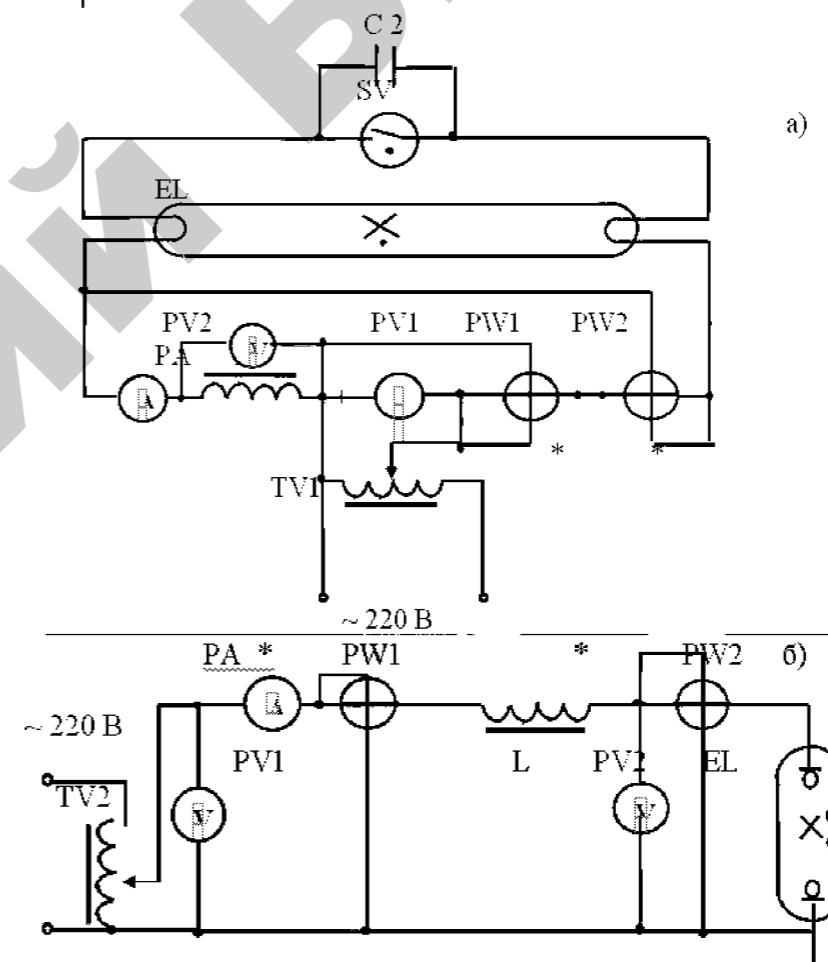 C 2
SV
а)
EL
PV2 PV1 PW1 PW2
PA
A V
* *
TV1
~ 220 В
PA * PW1 * PW2 б)
A
~ 220 В
PV1 L PV2 EL
TV2
V V